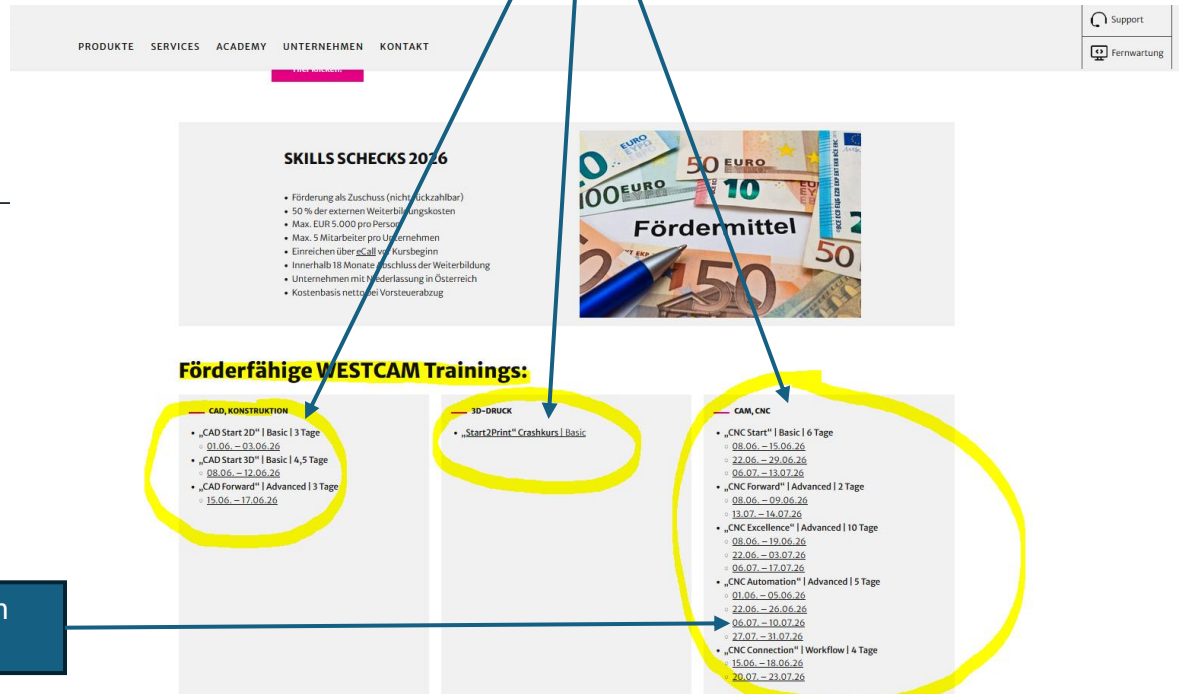 Support
PRODUKTE SERVICES ACADEMY UNTERNEHMEN KONTAKT
Fernwartung
SKILLS SCHECKS 2026
• Förderung als Zuschuss (nicht rückzahlbar)
• 50 % der externen Weiterbildungskosten
• Max. EUR 5.000 pro Person
• Max. 5 Mitarbeiter pro Unternehmen
• Einreichen über eCall vor Kursbeginn
• Innerhalb 18 Monate Abschluss der Weiterbildung
• Unternehmen mit Niederlassung in Österreich
• Kostenbasis netto bei Vorsteuerabzug
EURO
50 EURO
100 EURO
10
Fördermittel
50
50
Förderfähige WESTCAM Trainings:
CAD, KONSTRUKTION
• „CAD Start 2D" | Basic | 3 Tage
◦ 01.06. – 03.06.26
• „CAD Start 3D" | Basic | 4,5 Tage
◦ 08.06. – 12.06.26
• „CAD Forward" | Advanced | 3 Tage
◦ 15.06. – 17.06.26
3D-DRUCK
• „Start2Print" Crashkurs | Basic
CAM, CNC
• „CNC Start" | Basic | 6 Tage
◦ 08.06. – 15.06.26
◦ 22.06. – 29.06.26
◦ 06.07. – 13.07.26
• „CNC Forward" | Advanced | 2 Tage
◦ 08.06. – 09.06.26
◦ 13.07. – 14.07.26
• „CNC Excellence" | Advanced | 10 Tage
◦ 08.06. – 19.06.26
◦ 22.06. – 03.07.26
◦ 06.07. – 17.07.26
• „CNC Automation" | Advanced | 5 Tage
◦ 01.06. – 05.06.26
◦ 22.06. – 26.06.26
◦ 06.07. – 10.07.26
◦ 27.07. – 31.07.26
• „CNC Connection" | Workflow | 4 Tage
◦ 15.06. – 18.06.26
◦ 20.07. – 23.07.26